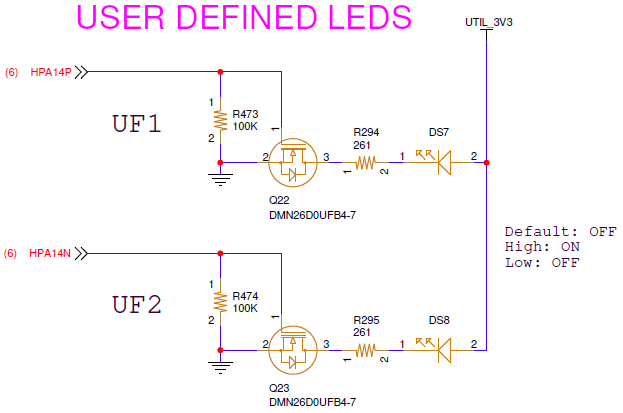 USER DEFINED LEDS
UTIL_3V3
(6) HPA14P
1
R473
100K
UF1
2
1
R294
261
DS7
2
3
1
2
1
2
Q22
DMN26D0UFB4-7
Default: OFF
High: ON
Low: OFF
(6) HPA14N
1
R474
100K
UF2
2
1
R295
261
DS8
2
3
1
2
1
2
Q23
DMN26D0UFB4-7